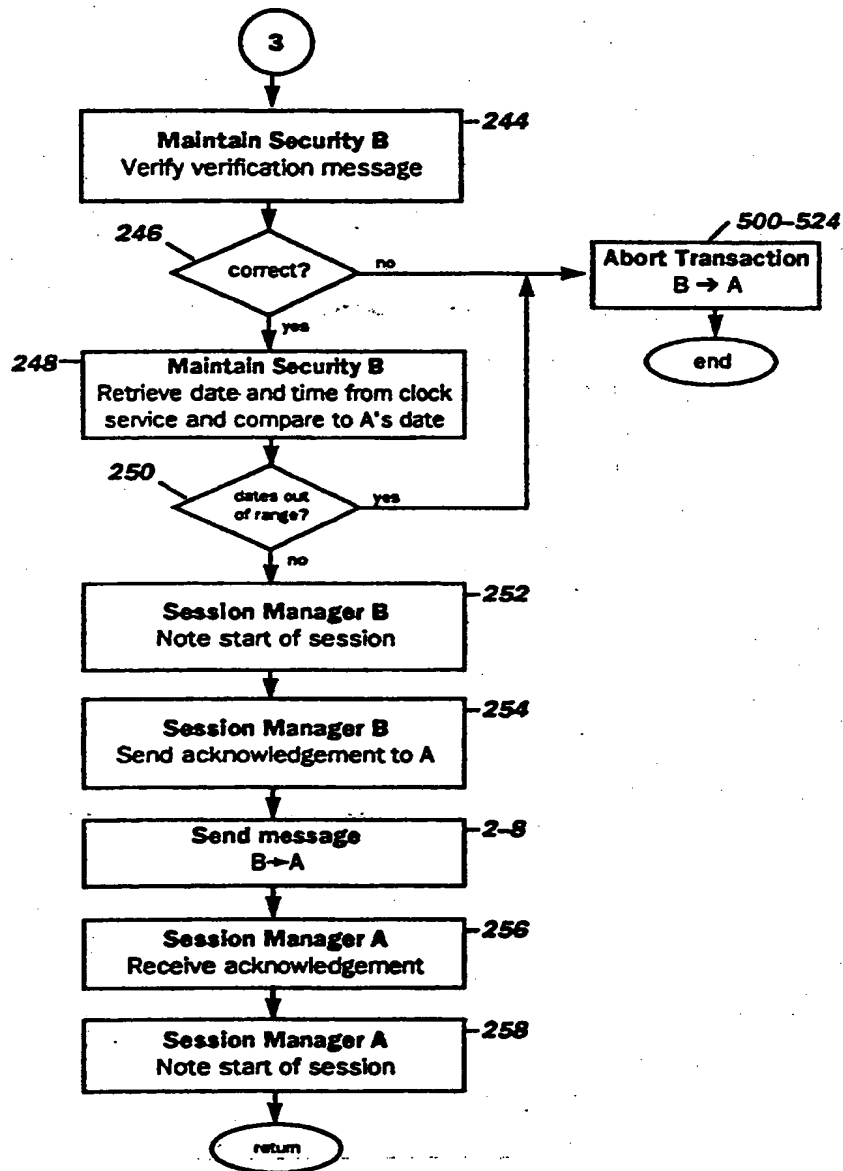 3
244
Maintain Security B
Verify verification message
246
correct?
no
yes
500-524
Abort Transaction
B → A
end
248
Maintain Security B
Retrieve date and time from clock
service and compare to A's date
250
dates out
of range?
yes
no
252
Session Manager B
Note start of session
254
Session Manager B
Send acknowledgement to A
2-8
Send message
B→A
256
Session Manager A
Receive acknowledgement
258
Session Manager A
Note start of session
return